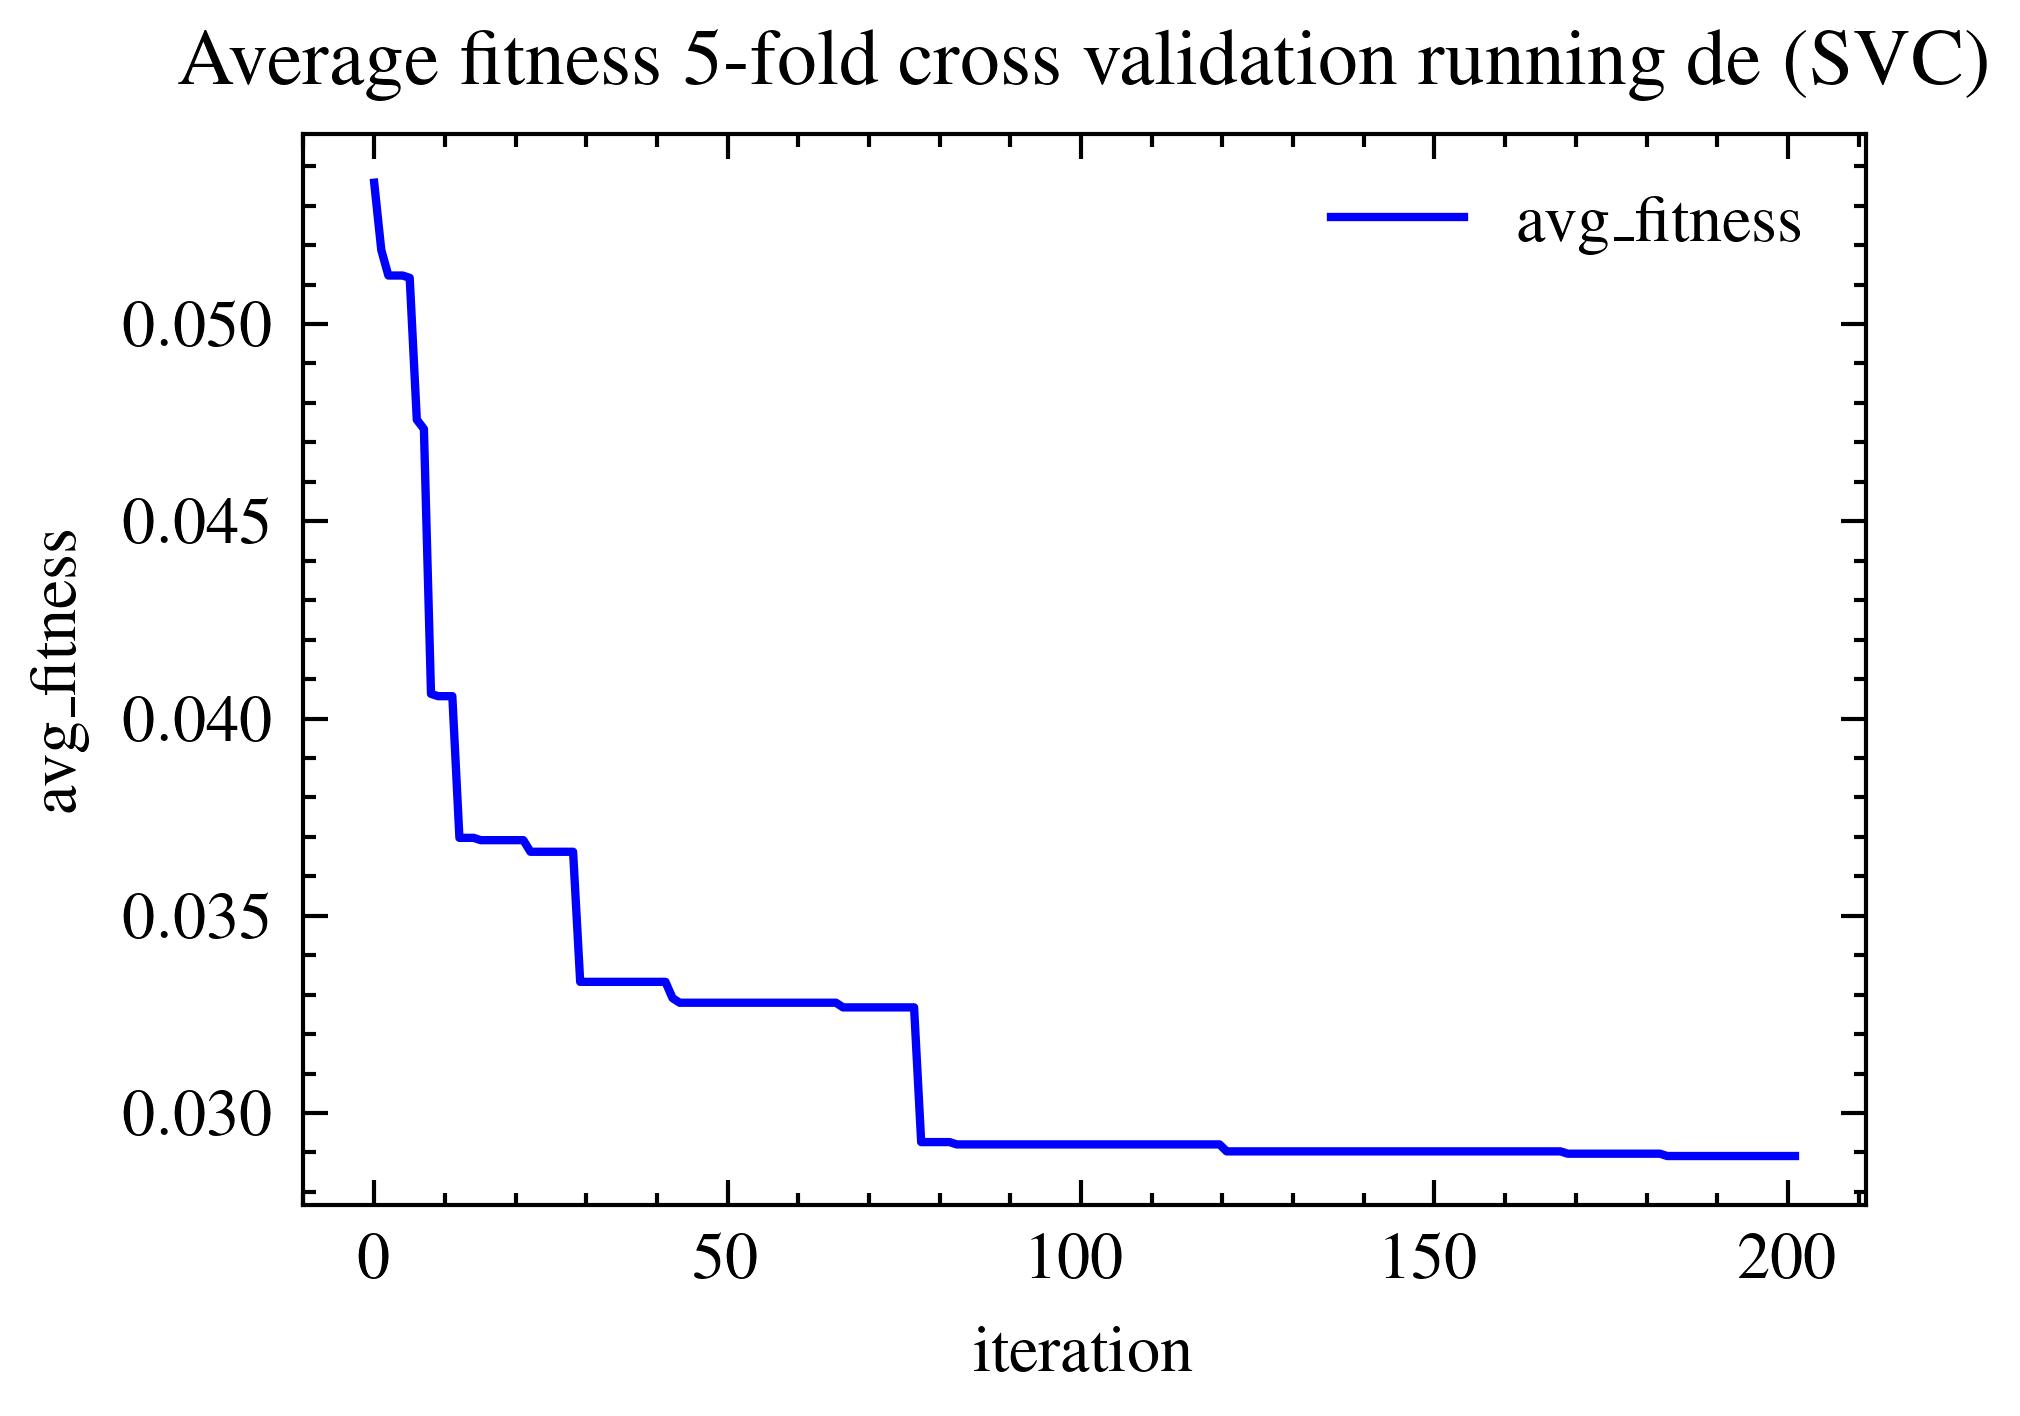 Average fitness 5-fold cross validation running de (SVC)
avg_fitness
0.050
0.045
0.040
0.035
0.030
avg_fitness
0 50 100 150 200
iteration